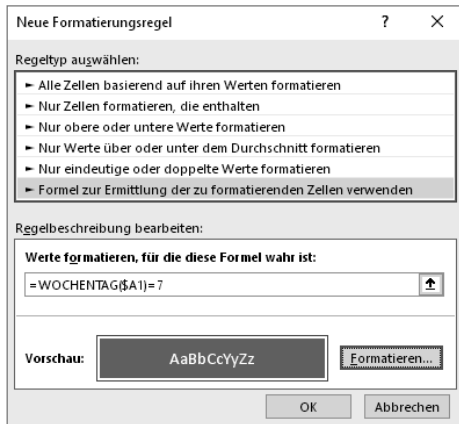 Neue Formatierungsregel ? ×
Regeltyp auswählen:
► Alle Zellen basierend auf ihren Werten formatieren
► Nur Zellen formatieren, die enthalten
► Nur obere oder untere Werte formatieren
► Nur Werte über oder unter dem Durchschnitt formatieren
► Nur eindeutige oder doppelte Werte formatieren
► Formel zur Ermittlung der zu formatierenden Zellen verwenden
Regelbeschreibung bearbeiten:
Werte formatieren, für die diese Formel wahr ist:
=WOCHENTAG($A1)=7
Vorschau: AaBbCcYyZz Formatieren...
OK Abbrechen